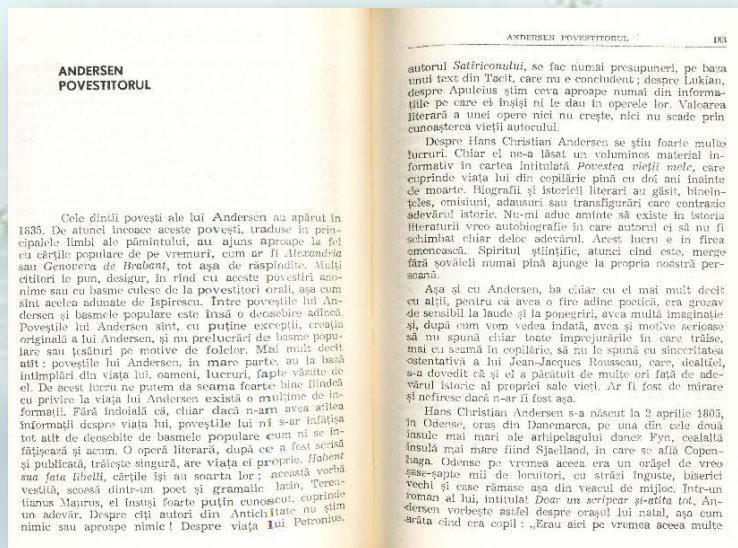 ANDERSEN
POVESTITORUL
Cele dintîi povești ale lui Andersen au apărut în
1835. De atunci încoace aceste povești, traduse în prin-
cipalele limbi ale pămîntului, au ajuns aproape la fel
cu cărțile populare de pe vremuri, cum ar fi Alexandria
sau Genoveva de Brabant, tot așa de răspîndite. Mulți
cititori le pun, desigur, în rînd cu aceste povestiri ano-
nime sau cu basme culese de la povestitori orali, așa cum
sînt acelea adunate de Ispirescu. Între poveștile lui An-
dersen și basmele populare este însă o deosebire adîncă.
Poveștile lui Andersen sînt, cu puține excepții, creația
originală a lui Andersen, și nu prelucrări de basme popu-
lare sau țesături pe motive de folclor. Mai mult decît
atît: poveștile lui Andersen, în mare parte, au la bază
întîmplări din viața lui, oameni, lucruri, fapte văzute de
el. De acest lucru ne putem da seama foarte bine fiindcă
cu privire la viața lui Andersen există o mulțime de in-
formații. Fără îndoială că, chiar dacă n-am avea atîtea
informații despre viața lui, poveștile lui ni s-ar înfățișa
tot atît de deosebite de basmele populare cum ni se în-
fățișează și acum. O operă literară, după ce a fost scrisă
și publicată, trăiește singură, are viața ei proprie. Habent
sua fata libelli, cărțile își au soarta lor; această vorbă
vestită, scoasă dintr-un poet și gramatic latin, Teren-
tianus Maurus, el însuși foarte puțin cunoscut, cuprinde
un adevăr. Despre cîți autori din Antichitate nu știm
nimic sau aproape nimic! Despre viața lui Petronius,
ANDERSEN POVESTITORUL 183
autorul Satiriconului, se fac numai presupuneri, pe baza
unui text din Tacit, care nu e concludent; despre Lukian,
despre Apuleius știm ceva aproape numai din informa-
țiile pe care ei înșiși ni le dau în operele lor. Valoarea
literară a unei opere nici nu crește, nici nu scade prin
cunoașterea vieții autorului.
Despre Hans Christian Andersen se știu foarte multe
lucruri. Chiar el ne-a lăsat un voluminos material in-
formativ în cartea intitulată Povestea vieții mele, care
cuprinde viața lui din copilărie pînă cu doi ani înainte
de moarte. Biografii și istoricii literari au găsit, bineîn-
țeles, omisiuni, adausuri sau transfigurări care contrazic
adevărul istoric. Nu-mi aduc aminte să existe în istoria
literaturii vreo autobiografie în care autorul ei să nu fi
schimbat chiar deloc adevărul. Acest lucru e în firea
omenească. Spiritul științific, atunci cînd este, merge
fără șovăieli numai pînă ajunge la propria noastră per-
soană.
Așa și cu Andersen, ba chiar cu el mai mult decît
cu alții, pentru că avea o fire adînc poetică, era grozav
de sensibil la laude și la ponegriri, avea multă imaginație
și, după cum vom vedea îndată, avea și motive serioase
să nu spună chiar toate împrejurările în care trăise,
mai cu seamă în copilărie, să nu le spună cu sinceritatea
ostentativă a lui Jean-Jacques Rousseau, care, dealtfel,
s-a dovedit că și el a păcătuit de multe ori față de ade-
vărul istoric al propriei sale vieți. Ar fi fost de mirare
și nefiresc dacă n-ar fi fost așa.
Hans Christian Andersen s-a născut la 2 aprilie 1805,
în Odense, oraș din Danemarca, pe una din cele două
insule mai mari ale arhipelagului danez Fyn, cealaltă
insulă mai mare fiind Sjaelland, în care se află Copen-
haga. Odense pe vremea aceea era un orășel de vreo
șase-șapte mii de locuitori, cu străzi înguste, biserici
vechi și case rămase așa din veacul de mijloc. Într-un
roman al lui, intitulat Doar un scripcar și-atîta tot, An-
dersen vorbește astfel despre orașul lui natal, așa cum
arăta cînd era copil: „Erau aici pe vremea aceea multe